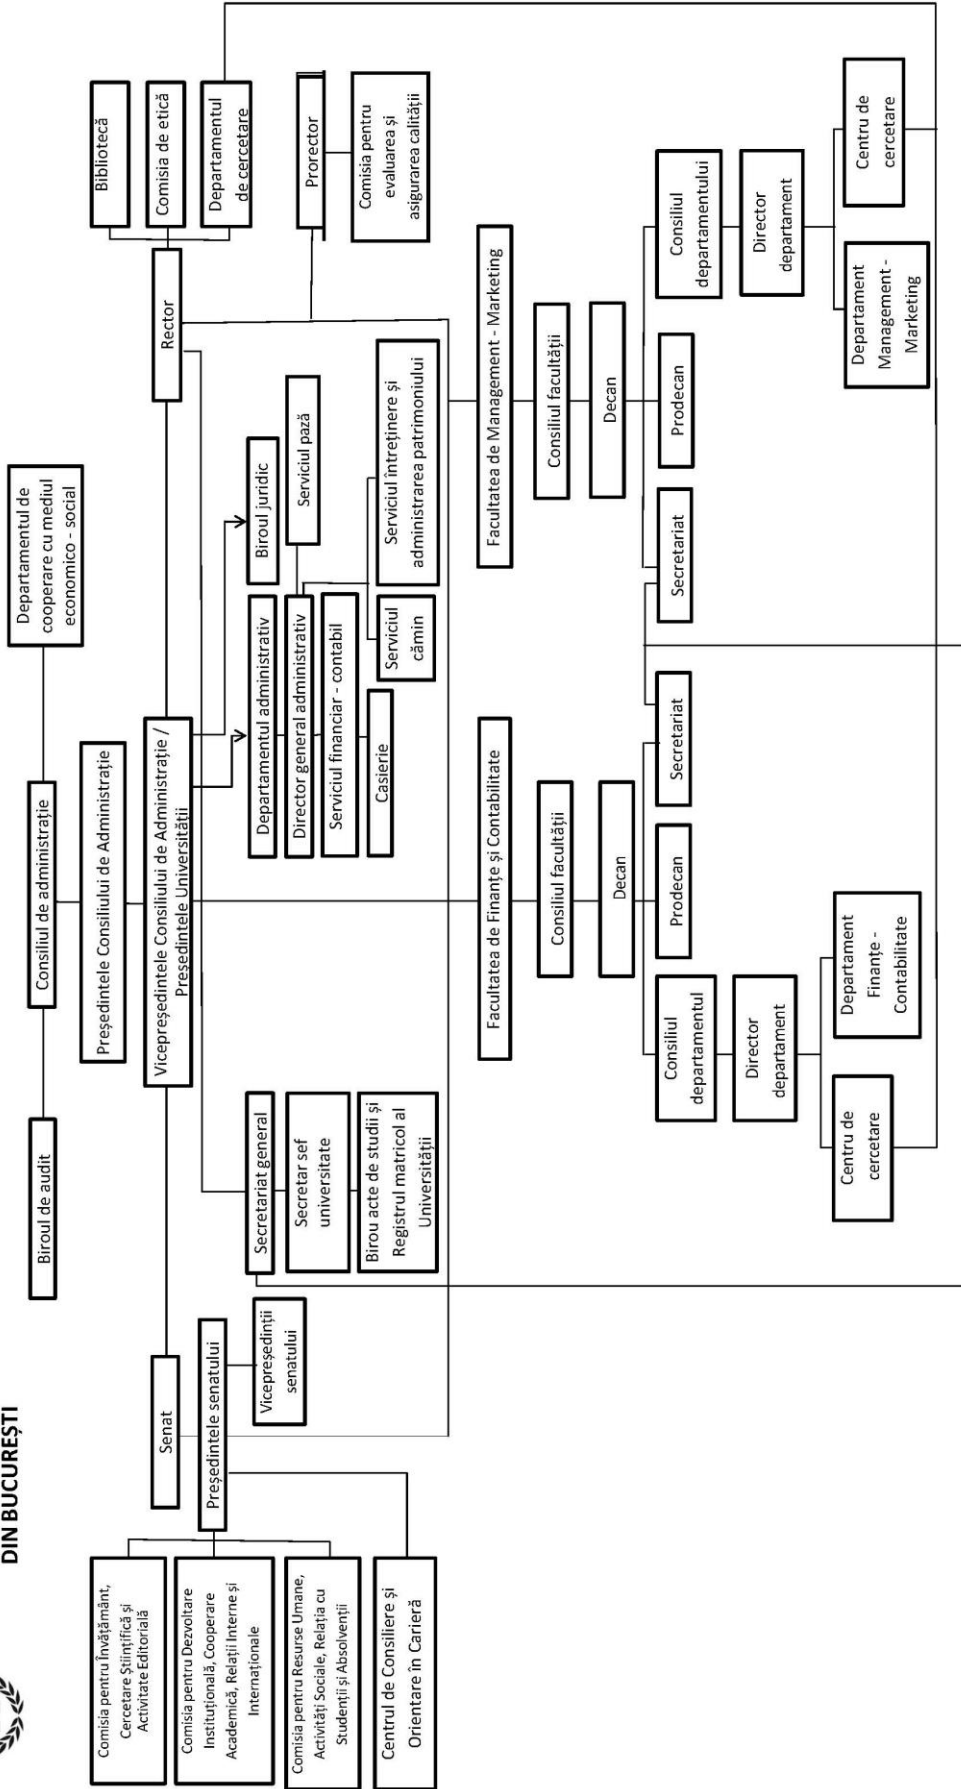 DIN BUCUREȘTI
Biroul de audit
Consiliul de administrație
Departamentul de
cooperare cu mediul
economico - social
Președintele Consiliului de Administrație
Vicepreședintele Consiliului de Administrație /
Președintele Universității
Senat
Rector
Bibliotecă
Comisia de etică
Departamentul
de cercetare
Prorector
Comisia pentru
evaluarea și
asigurarea calității
Președintele senatului
Vicepreședinții
senatului
Comisia pentru Învățământ,
Cercetare Științifică și
Activitate Editorială
Comisia pentru Dezvoltare
Instituțională, Cooperare
Academică, Relații Interne și
Internaționale
Comisia pentru Resurse Umane,
Activități Sociale, Relația cu
Studenții și Absolvenții
Centrul de Consiliere și
Orientare în Carieră
Secretariat general
Secretar sef
universitate
Birou acte de studii și
Registrul matricol al
Universității
Departamentul administrativ
Biroul juridic
Director general administrativ
Serviciul pază
Serviciul financiar - contabil
Casierie
Serviciul
cămin
Serviciul întreținere și
administrarea patrimoniului
Facultatea de Finanțe și Contabilitate
Consiliul facultății
Decan
Consiliul
departamentul
Prodecan
Secretariat
Director
departament
Centru de
cercetare
Departament
Finanțe -
Contabilitate
Facultatea de Management - Marketing
Consiliul facultății
Decan
Secretariat
Prodecan
Consiliul
departamentului
Director
departament
Departament
Management -
Marketing
Centru de
cercetare